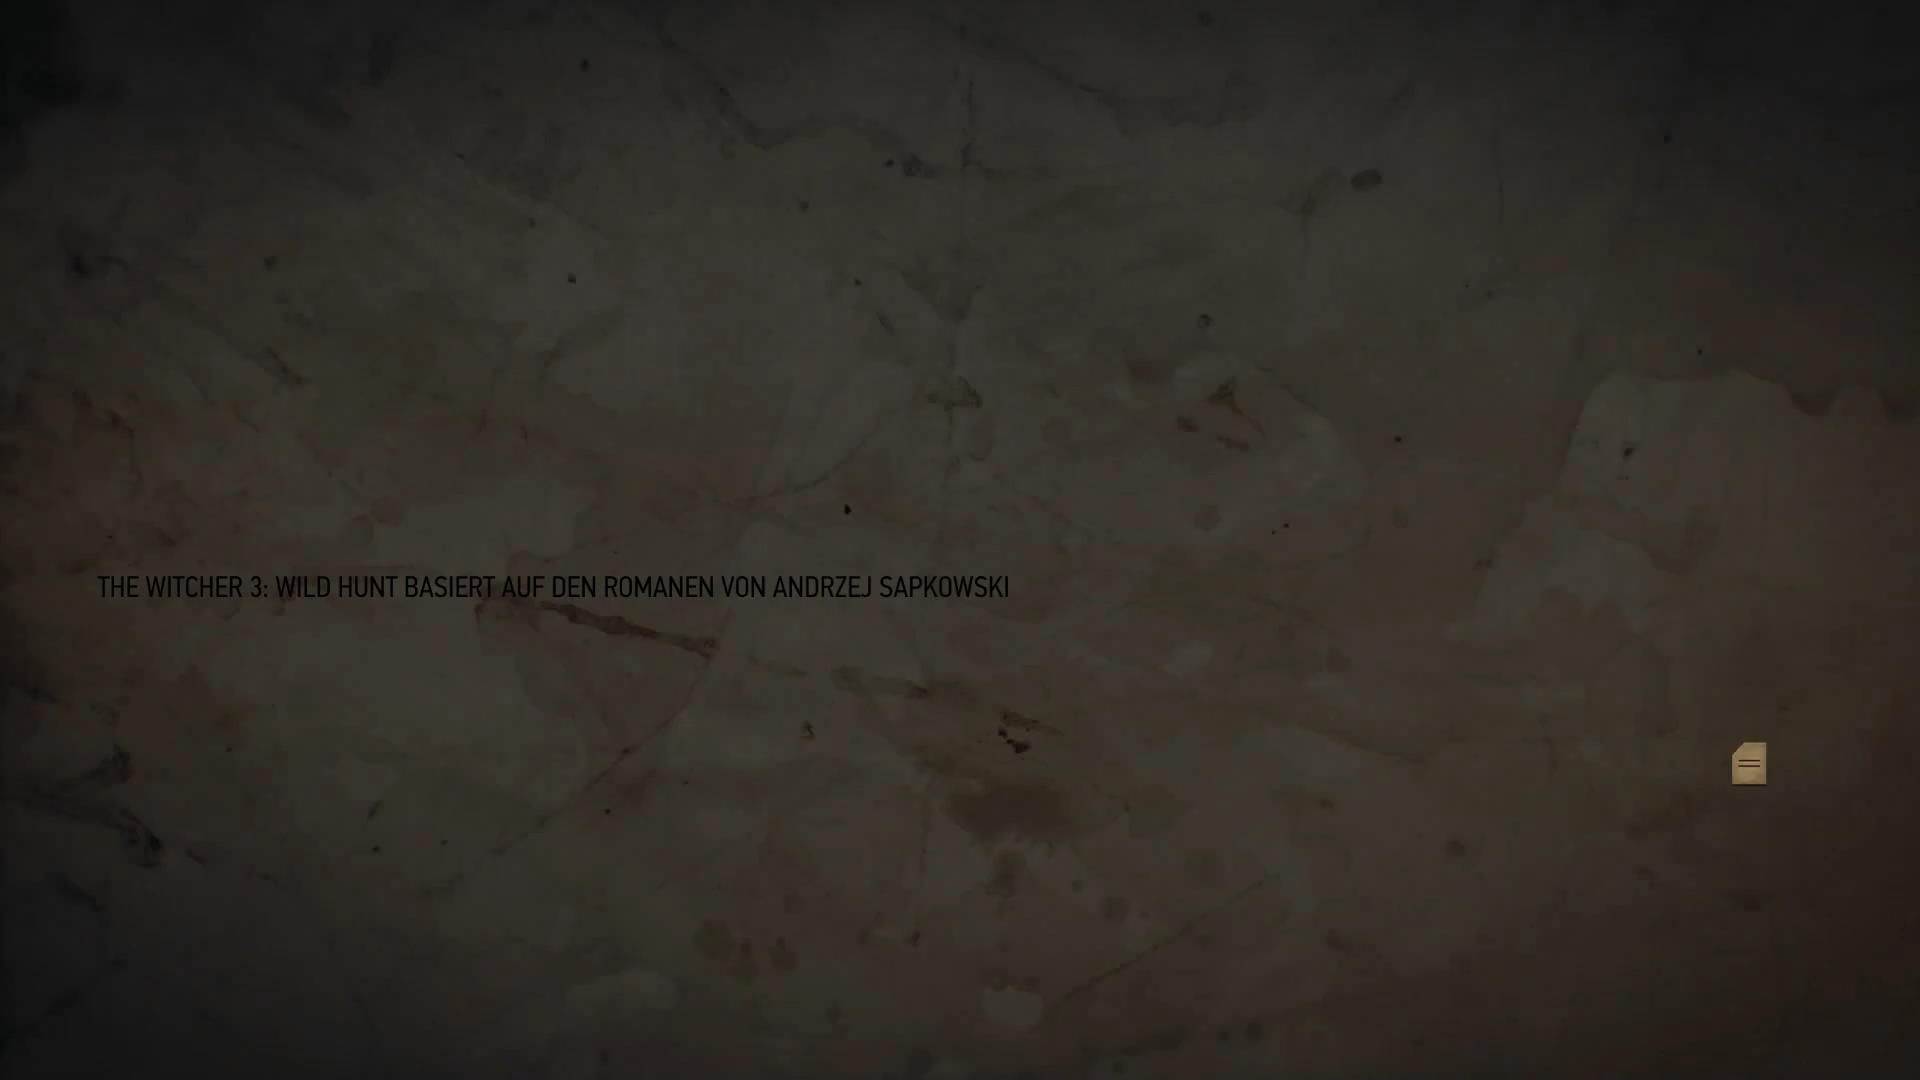 THE WITCHER 3: WILD HUNT BASIERT AUF DEN ROMANEN VON ANDRZEJ SAPKOWSKI